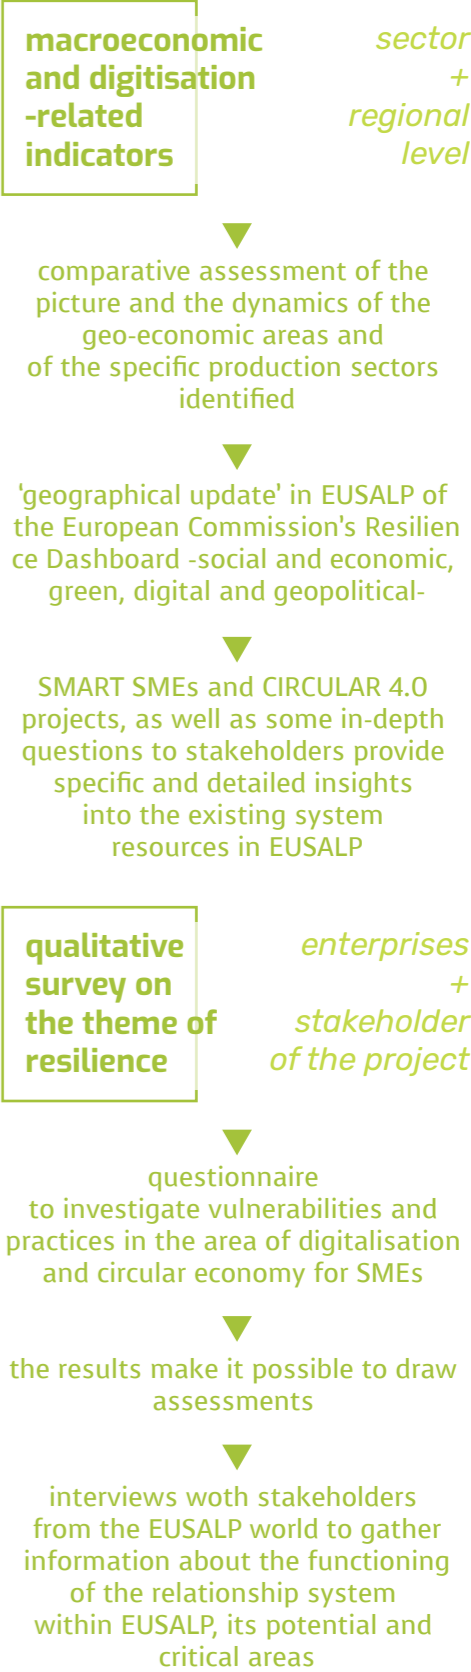 macroeconomic
and digitisation
-related
indicators
sector
+
regional
level
comparative assessment of the
picture and the dynamics of the
geo-economic areas and
of the specific production sectors
identified
‘geographical update’ in EUSALP of
the European Commission’s Resilien
ce Dashboard -social and economic,
green, digital and geopolitical-
SMART SMEs and CIRCULAR 4.0
projects, as well as some in-depth
questions to stakeholders provide
specific and detailed insights
into the existing system
resources in EUSALP
qualitative
survey on
the theme of
resilience
enterprises
+
stakeholder
of the project
questionnaire
to investigate vulnerabilities and
practices in the area of digitalisation
and circular economy for SMEs
the results make it possible to draw
assessments
interviews woth stakeholders
from the EUSALP world to gather
information about the functioning
of the relationship system
within EUSALP, its potential and
critical areas